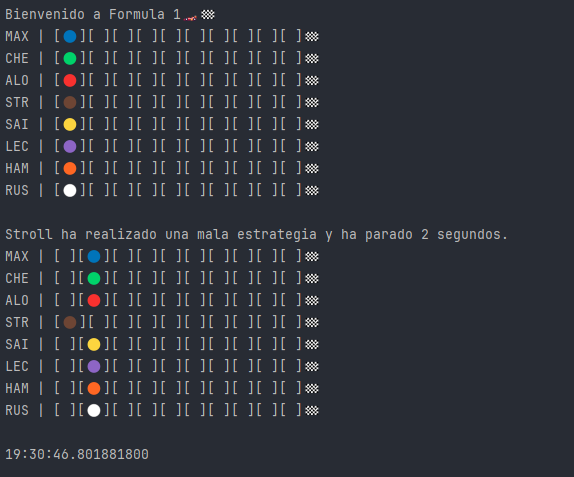 Bienvenido a Formula 1🏎️🏁
MAX | [🔵][ ][ ][ ][ ][ ][ ][ ][ ][ ]🏁
CHE | [🟢][ ][ ][ ][ ][ ][ ][ ][ ][ ]🏁
ALO | [🔴][ ][ ][ ][ ][ ][ ][ ][ ][ ]🏁
STR | [🟤][ ][ ][ ][ ][ ][ ][ ][ ][ ]🏁
SAI | [🟡][ ][ ][ ][ ][ ][ ][ ][ ][ ]🏁
LEC | [🟣][ ][ ][ ][ ][ ][ ][ ][ ][ ]🏁
HAM | [🟠][ ][ ][ ][ ][ ][ ][ ][ ][ ]🏁
RUS | [⚪][ ][ ][ ][ ][ ][ ][ ][ ][ ]🏁
Stroll ha realizado una mala estrategia y ha parado 2 segundos.
MAX | [ ][🔵][ ][ ][ ][ ][ ][ ][ ][ ]🏁
CHE | [ ][🟢][ ][ ][ ][ ][ ][ ][ ][ ]🏁
ALO | [ ][🔴][ ][ ][ ][ ][ ][ ][ ][ ]🏁
STR | [🟤][ ][ ][ ][ ][ ][ ][ ][ ][ ]🏁
SAI | [ ][🟡][ ][ ][ ][ ][ ][ ][ ][ ]🏁
LEC | [ ][🟣][ ][ ][ ][ ][ ][ ][ ][ ]🏁
HAM | [ ][🟠][ ][ ][ ][ ][ ][ ][ ][ ]🏁
RUS | [ ][⚪][ ][ ][ ][ ][ ][ ][ ][ ]🏁
19:30:46.801881800